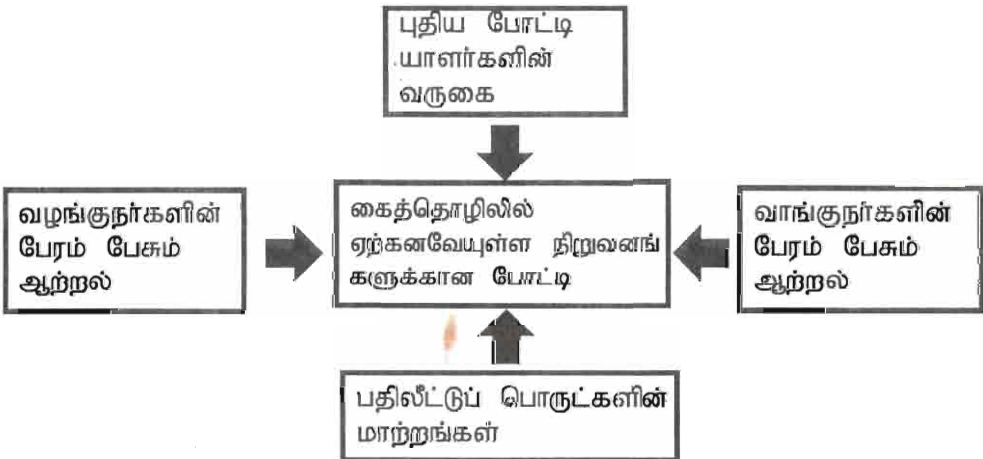 புதிய போட்டி
யாளர்களின்
வருகை
வழங்குநர்களின்
பேரம் பேசும்
ஆற்றல்
கைத்தொழிலில்
ஏற்கனவேயுள்ள நிறுவனங்
களுக்கான போட்டி
வாங்குநர்களின்
பேரம் பேசும்
ஆற்றல்
பதிலீட்டுப் பொருட்களின்
மாற்றங்கள்